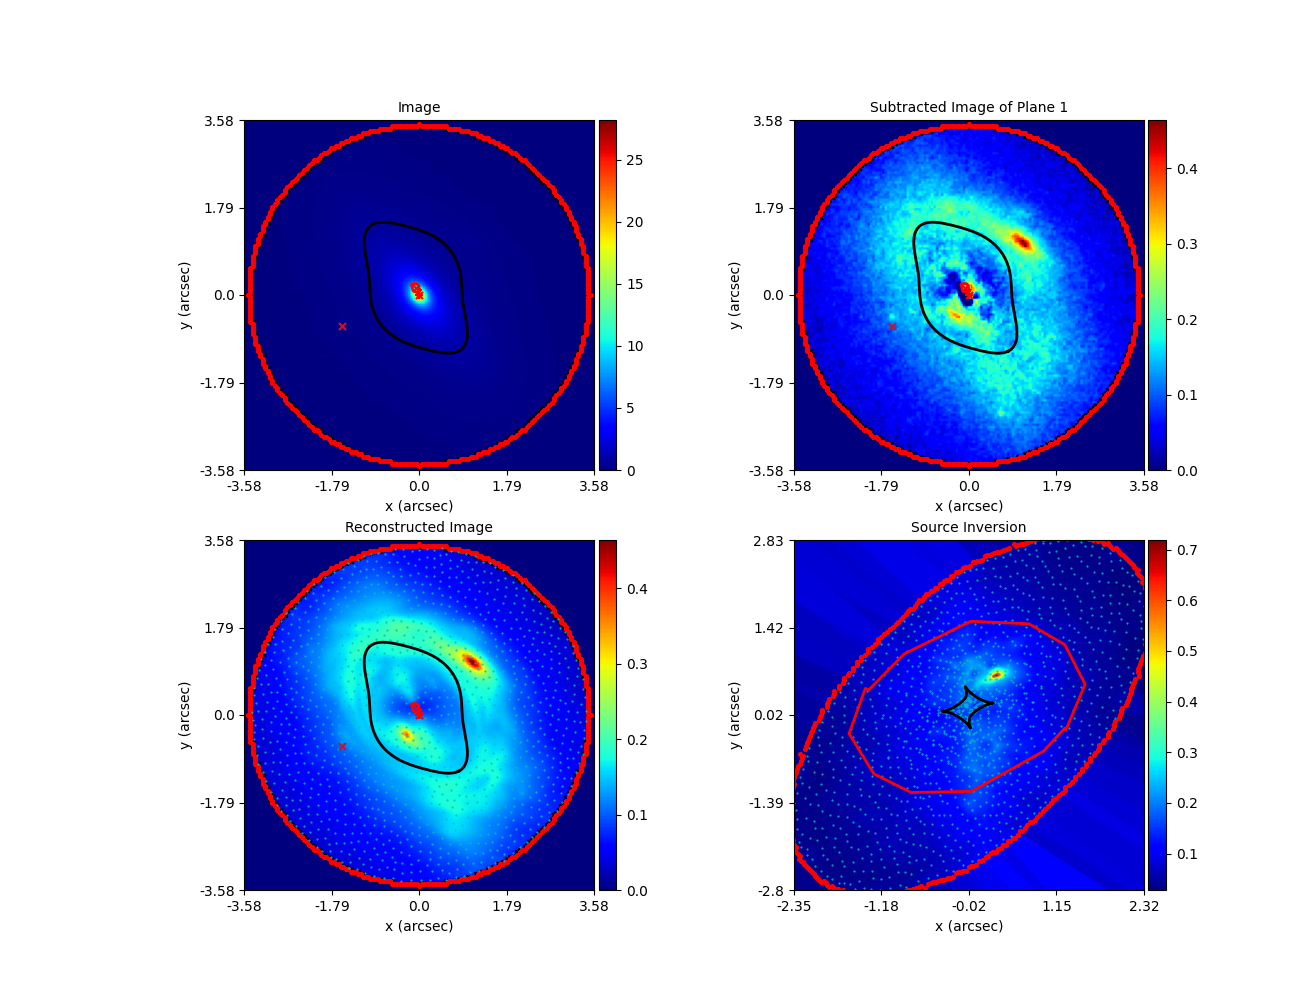 Image
3.58
1.79
0.0
-1.79
-3.58
y (arcsec)
-3.58 -1.79 0.0 1.79 3.58
x (arcsec)
25
20
15
10
5
0
Subtracted Image of Plane 1
3.58
1.79
0.0
-1.79
-3.58
y (arcsec)
-3.58 -1.79 0.0 1.79 3.58
x (arcsec)
0.4
0.3
0.2
0.1
0.0
Reconstructed Image
3.58
1.79
0.0
-1.79
-3.58
y (arcsec)
-3.58 -1.79 0.0 1.79 3.58
x (arcsec)
0.4
0.3
0.2
0.1
0.0
Source Inversion
2.83
1.42
0.02
-1.39
-2.8
y (arcsec)
-2.35 -1.18 -0.02 1.15 2.32
x (arcsec)
0.7
0.6
0.5
0.4
0.3
0.2
0.1